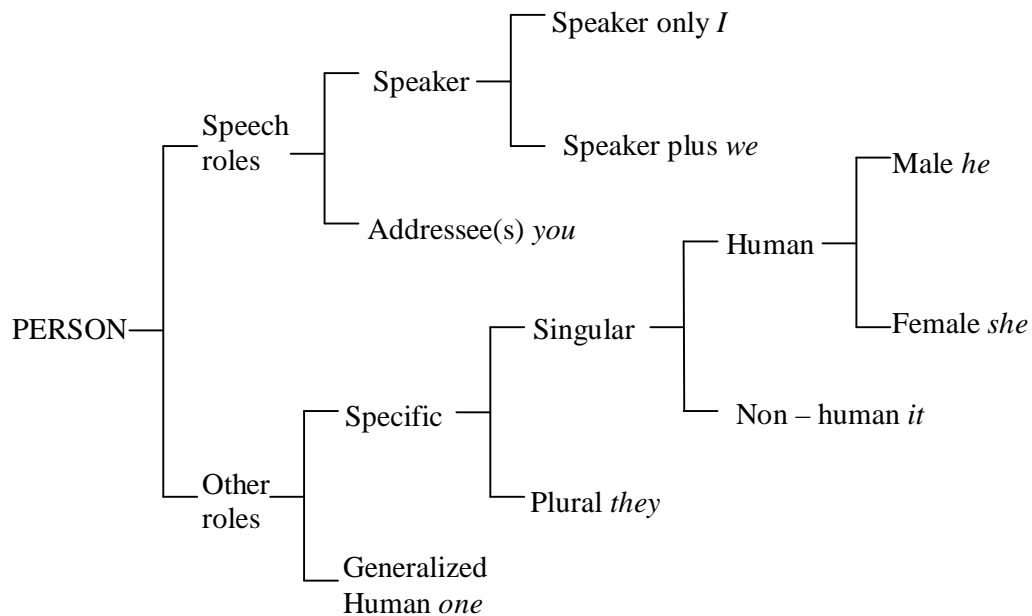 Speaker only I
Speaker
Speech
roles
Speaker plus we
Male he
Addressee(s) you
Human
PERSON
Singular
Female she
Specific
Non – human it
Other
roles
Plural they
Generalized
Human one